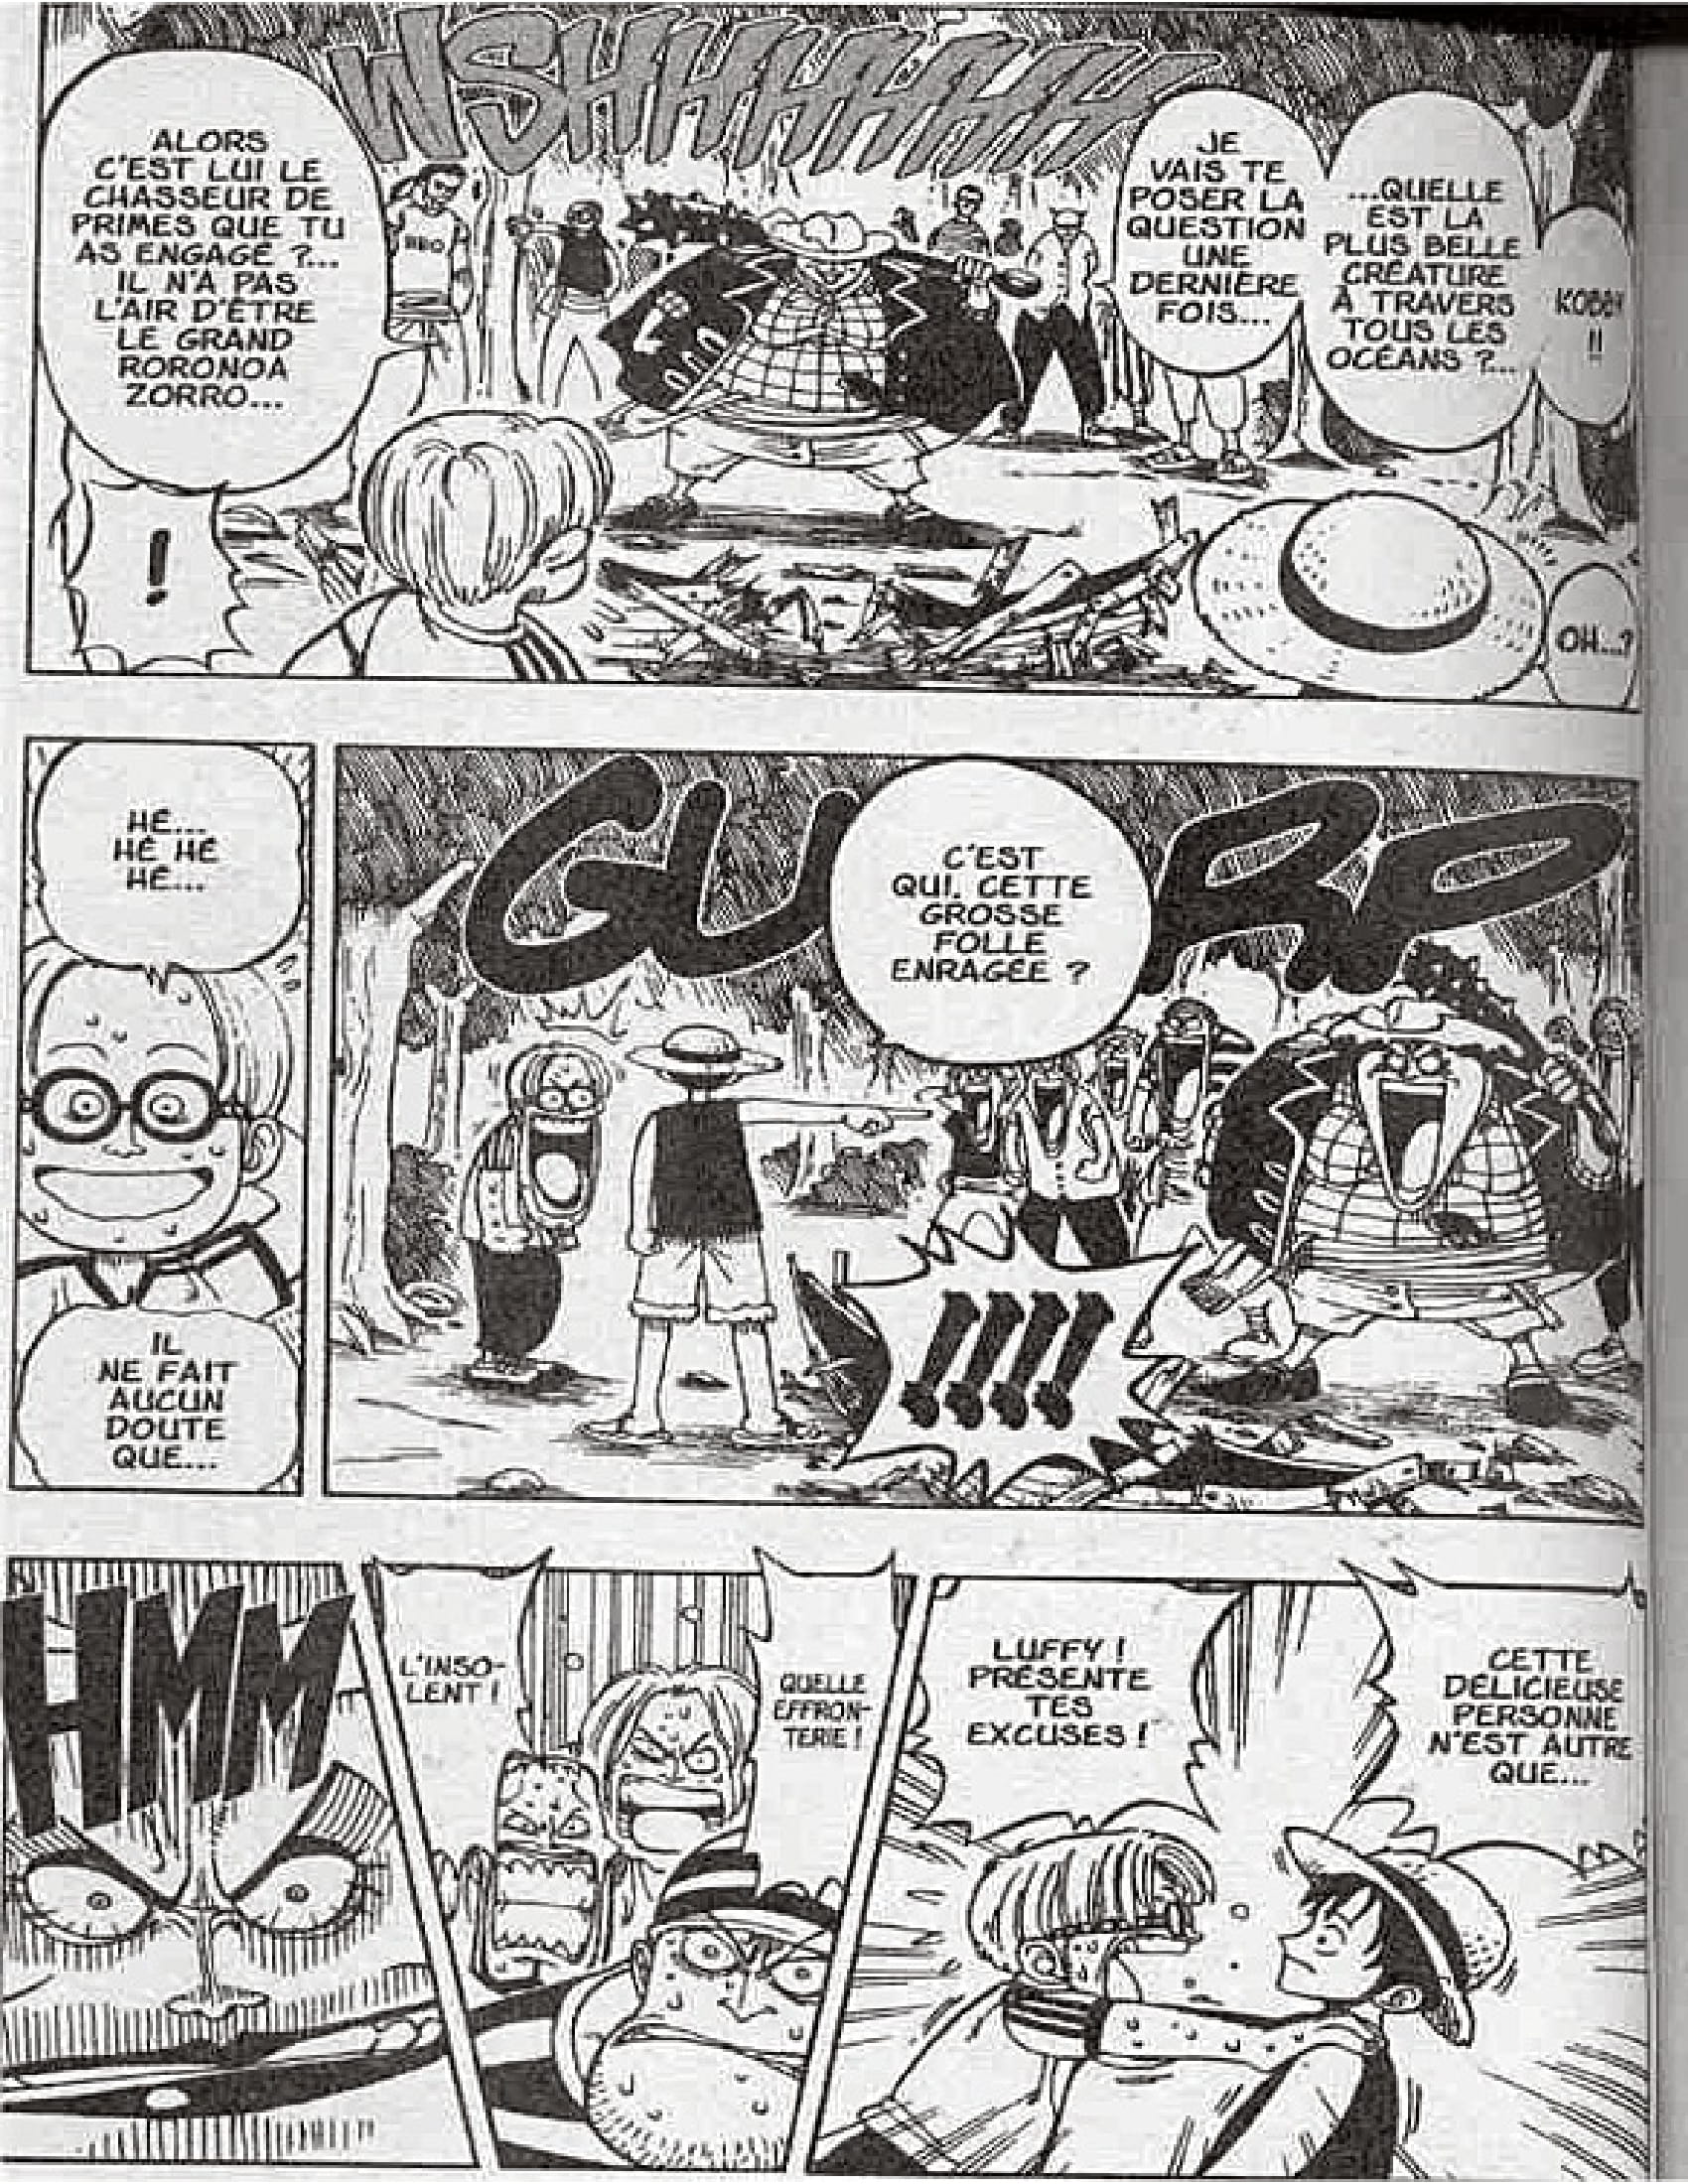 WSHHHHHHH
ALORS
C'EST LUI LE
CHASSEUR DE
PRIMES QUE TU
AS ENGAGÉ ?...
IL N'A PAS
L'AIR D'ÊTRE
LE GRAND
RORONOA
ZORRO...
JE
VAIS TE
POSER LA
QUESTION
UNE
DERNIÈRE
FOIS...
...QUELLE
EST LA
PLUS BELLE
CRÉATURE
À TRAVERS
TOUS LES
OCÉANS ?...
KOBBY
!!
!
OH...?
HÉ...
HÉ HÉ
HÉ...
IL
NE FAIT
AUCUN
DOUTE
QUE...
C'EST
QUI, CETTE
GROSSE
FOLLE
ENRAGÉE ?
GURP
!!!!
HMM
L'INSO-
LENT !
QUELLE
EFFRON-
TERIE !
LUFFY !
PRÉSENTE
TES
EXCUSES !
CETTE
DÉLICIEUSE
PERSONNE
N'EST AUTRE
QUE...